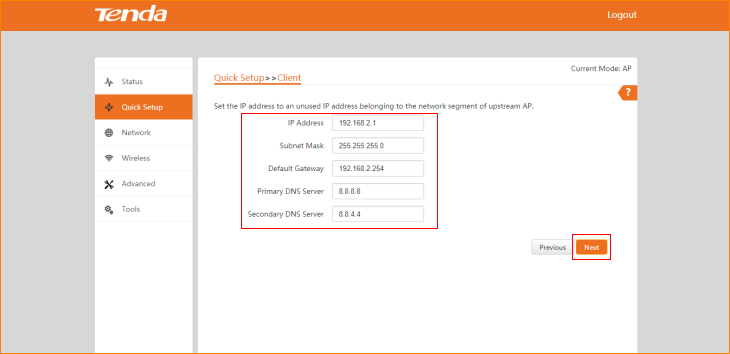 Tenda
Logout
Current Mode: AP
Status
Quick Setup
Network
Wireless
Advanced
Tools
Quick Setup>>Client
?
Set the IP address to an unused IP address belonging to the network segment of upstream AP.
IP Address 192.168.2.1
Subnet Mask 255.255.255.0
Default Gateway 192.168.2.254
Primary DNS Server 8.8.8.8
Secondary DNS Server 8.8.4.4
Previous Next